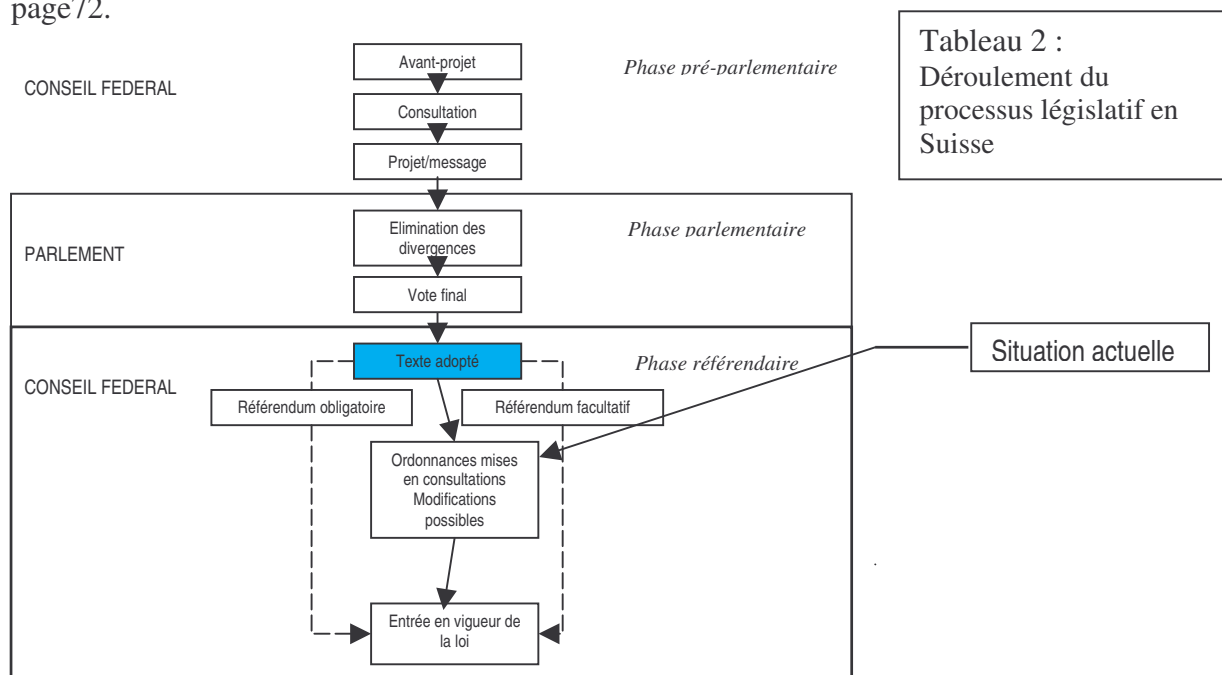 page72.
Tableau 2 :
Déroulement du
processus législatif en
Suisse
Avant-projet
Phase pré-parlementaire
CONSEIL FEDERAL
Consultation
Projet/message
Elimination des
divergences
Phase parlementaire
PARLEMENT
Vote final
Texte adopté
Phase référendaire
Situation actuelle
CONSEIL FEDERAL
Référendum obligatoire
Référendum facultatif
Ordonnances mises
en consultations
Modifications
possibles
Entrée en vigueur de
la loi